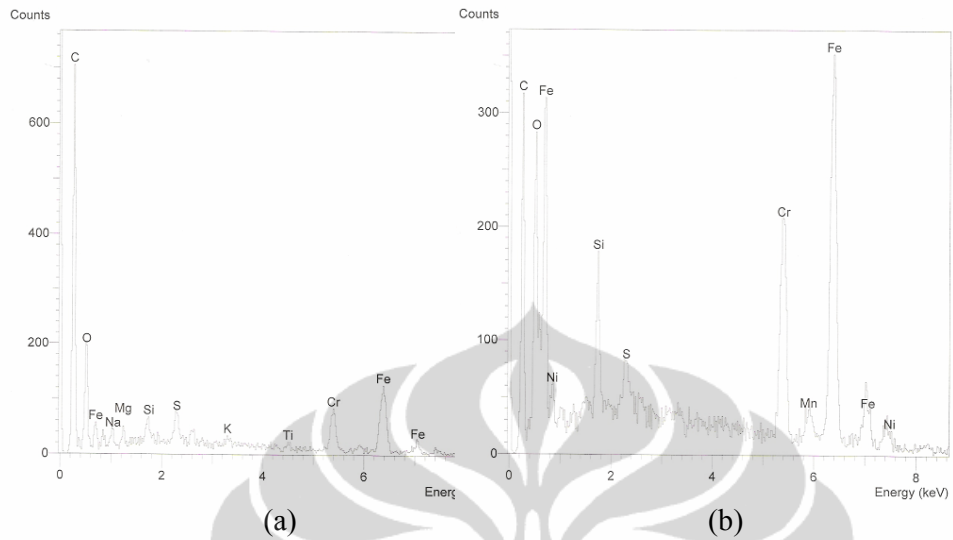 Counts
C
600
400
200
0
O
Fe
Na
Mg
Si
S
K
Ti
Cr
Fe
Fe
0
2
4
6
Energ
(a)
Counts
300
200
100
0
C
O
Fe
Ni
Si
S
Cr
Mn
Fe
Fe
Ni
0
2
4
6
8
Energy (keV)
(b)